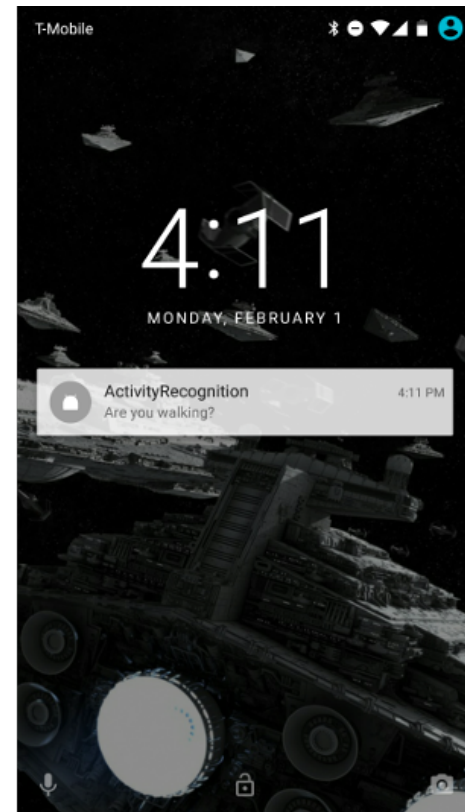 T-Mobile
4:11
MONDAY, FEBRUARY 1
ActivityRecognition
4:11 PM
Are you walking?